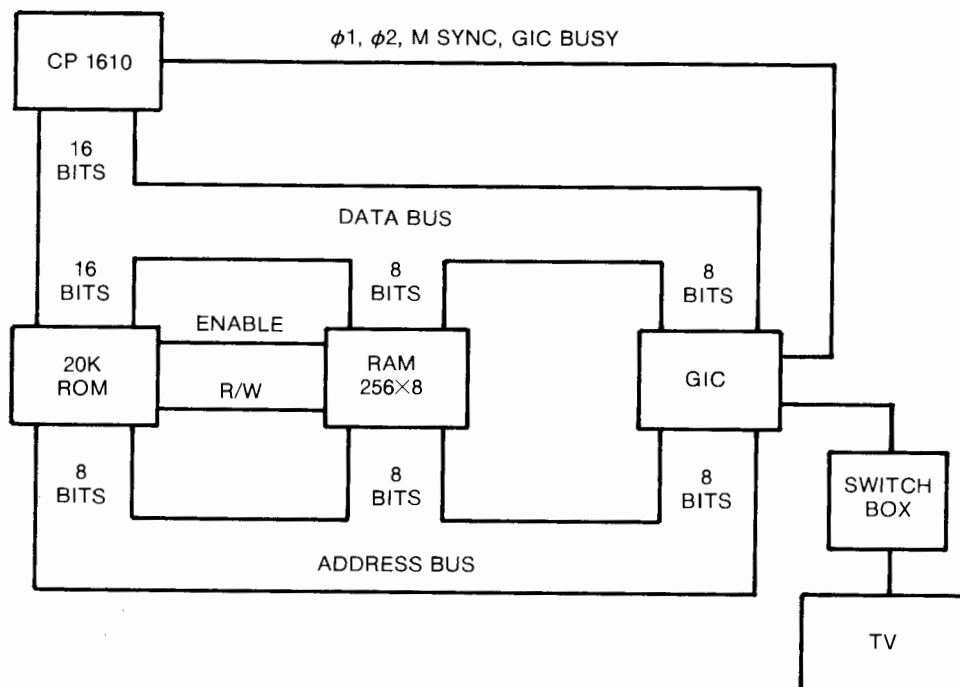 ϕ1, ϕ2, M SYNC, GIC BUSY
CP 1610
16
BITS
DATA BUS
16
BITS
8
BITS
8
BITS
ENABLE
20K
ROM
R/W
RAM
256×8
GIC
8
BITS
8
BITS
8
BITS
SWITCH
BOX
ADDRESS BUS
TV